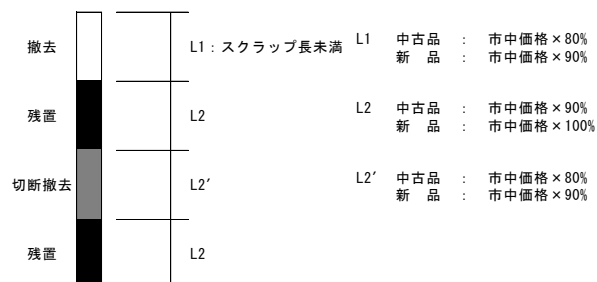 撤去 L1：スクラップ長未満 L1 中古品 ： 市中価格×80%
新 品 ： 市中価格×90%
残置 L2 L2 中古品 ： 市中価格×90%
新 品 ： 市中価格×100%
切断撤去 L2′ L2′ 中古品 ： 市中価格×80%
新 品 ： 市中価格×90%
残置 L2